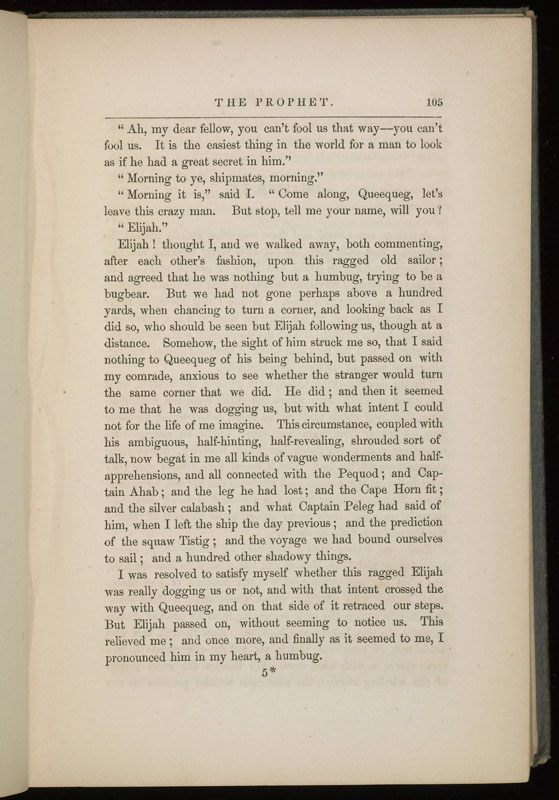 THE PROPHET. 105
“ Ah, my dear fellow, you can't fool us that way—you can't
fool us. It is the easiest thing in the world for a man to look
as if he had a great secret in him.”
“ Morning to ye, shipmates, morning.”
“ Morning it is,” said I. “ Come along, Queequeg, let's
leave this crazy man. But stop, tell me your name, will you ?
“ Elijah.”
Elijah ! thought I, and we walked away, both commenting,
after each other's fashion, upon this ragged old sailor ;
and agreed that he was nothing but a humbug, trying to be a
bugbear. But we had not gone perhaps above a hundred
yards, when chancing to turn a corner, and looking back as I
did so, who should be seen but Elijah following us, though at a
distance. Somehow, the sight of him struck me so, that I said
nothing to Queequeg of his being behind, but passed on with
my comrade, anxious to see whether the stranger would turn
the same corner that we did. He did ; and then it seemed
to me that he was dogging us, but with what intent I could
not for the life of me imagine. This circumstance, coupled with
his ambiguous, half-hinting, half-revealing, shrouded sort of
talk, now begat in me all kinds of vague wonderments and half-
apprehensions, and all connected with the Pequod ; and Cap-
tain Ahab ; and the leg he had lost ; and the Cape Horn fit ;
and the silver calabash ; and what Captain Peleg had said of
him, when I left the ship the day previous ; and the prediction
of the squaw Tistig ; and the voyage we had bound ourselves
to sail ; and a hundred other shadowy things.
I was resolved to satisfy myself whether this ragged Elijah
was really dogging us or not, and with that intent crossed the
way with Queequeg, and on that side of it retraced our steps.
But Elijah passed on, without seeming to notice us. This
relieved me ; and once more, and finally as it seemed to me, I
pronounced him in my heart, a humbug.
5*